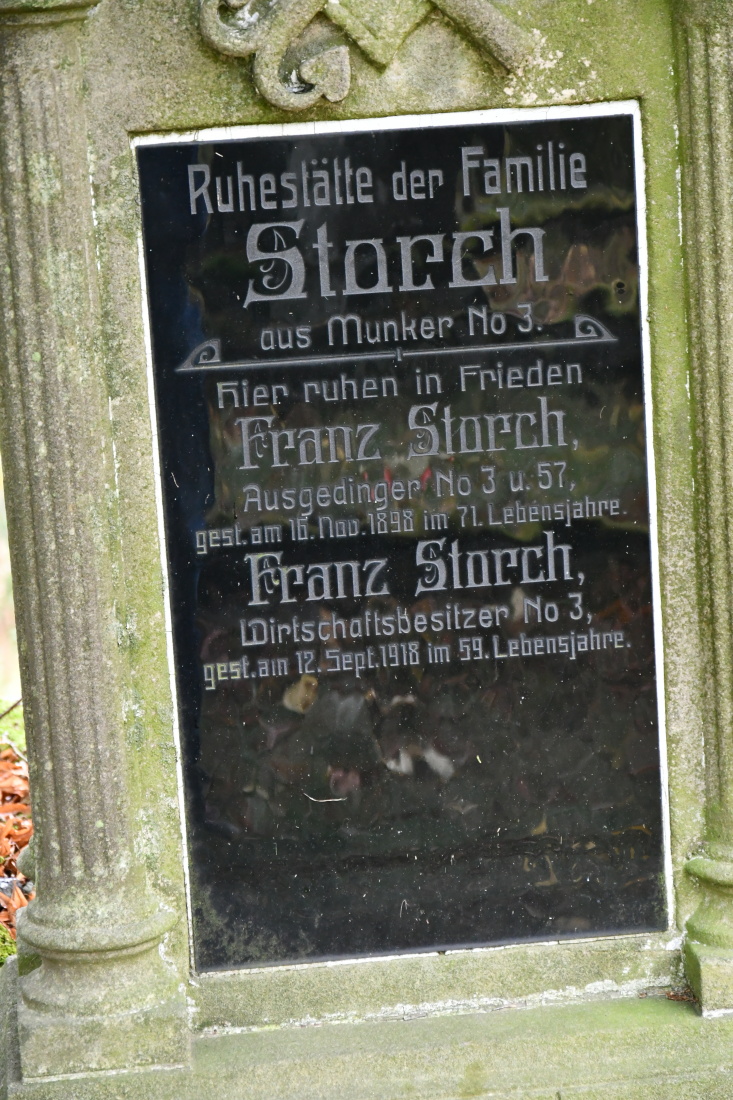 Ruhestätte der Familie
Storch
aus Munker No 3.
Hier ruhen in Frieden
Franz Storch,
Ausgedinger No 3 u. 57,
gest. am 16. Nov. 1898 im 71. Lebensjahre.
Franz Storch,
Wirtschaftsbesitzer No 3,
gest. am 12. Sept. 1918 im 59. Lebensjahre.